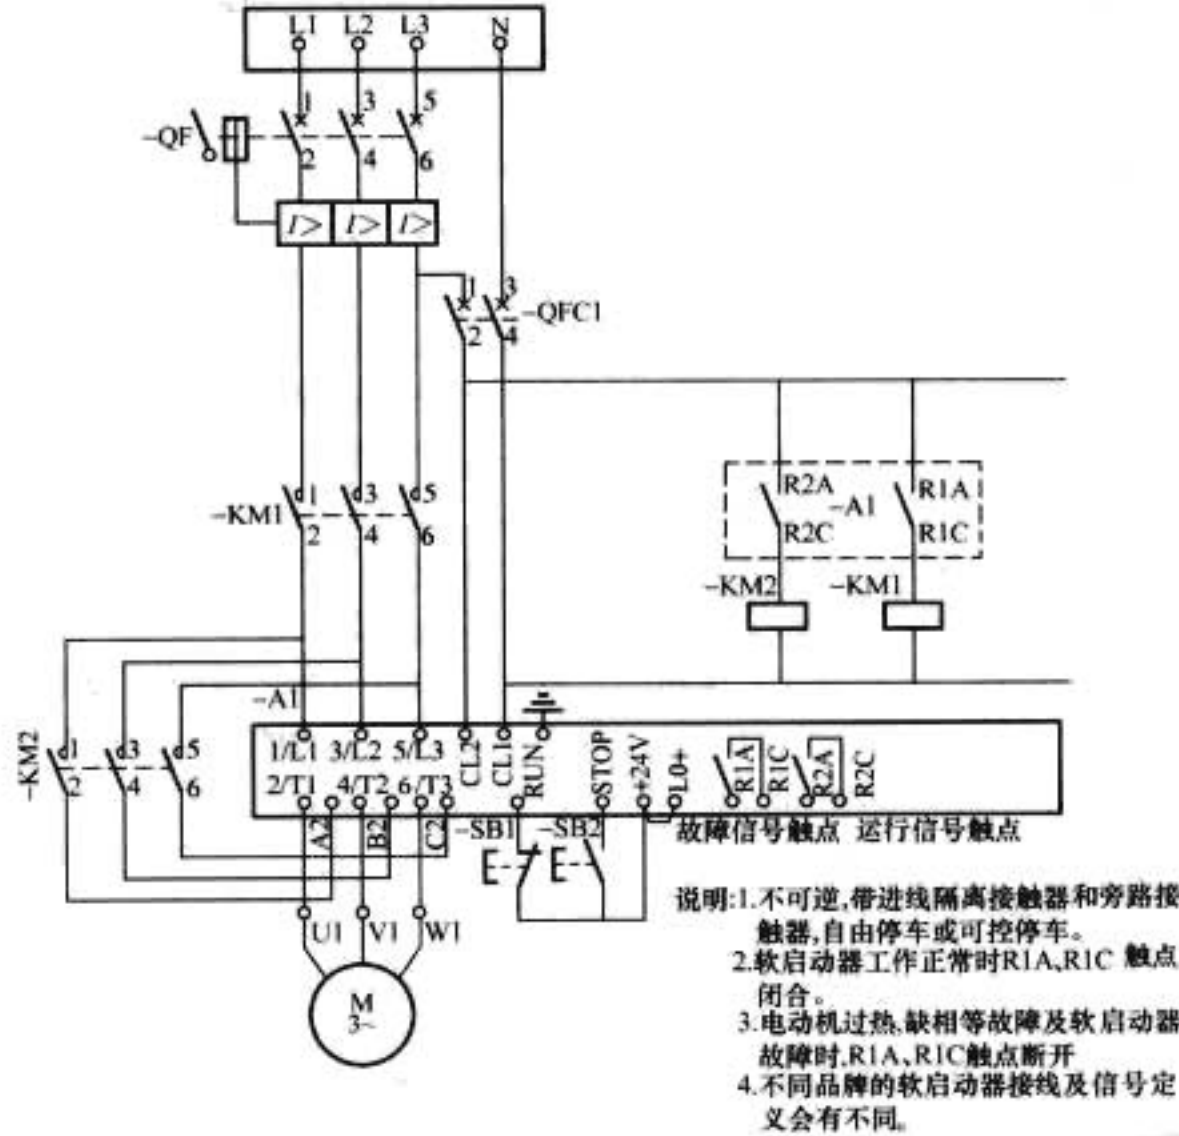 L1 L2 L3 N
1 3 5
-QF
2 4 6
I> I> I>
1 3
-QFC1
2 4
R2A R1A
-A1
R2C R1C
1 3 5
-KM1
2 4 6
-KM2 -KM1
-A1
-KM2
1 3 5
2 4 6
1/L1 3/L2 5/L3 CL2 CL1 RUN STOP +24V L0+ R1A R1C R2A R2C
2/T1 4/T2 6/T3
A2 B2 C2
-SB1 -SB2
故障信号触点 运行信号触点
U1 V1 W1
M
3~
说明:1.不可逆,带进线隔离接触器和旁路接
触器,自由停车或可控停车。
2.软启动器工作正常时R1A、R1C 触点
闭合。
3.电动机过热,缺相等故障及软启动器
故障时,R1A、R1C触点断开
4.不同品牌的软启动器接线及信号定
义会有不同。